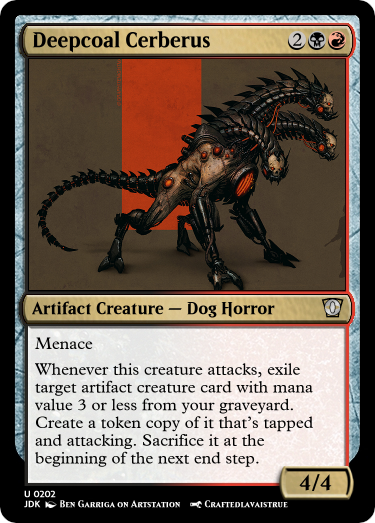 Deepcoal Cerberus 2
Artifact Creature — Dog Horror
Menace
Whenever this creature attacks, exile
target artifact creature card with mana
value 3 or less from your graveyard.
Create a token copy of it that's tapped
and attacking. Sacrifice it at the
beginning of the next end step.
4/4
U 0202
JDK Ben Garriga on Artstation Craftedlavaistrue